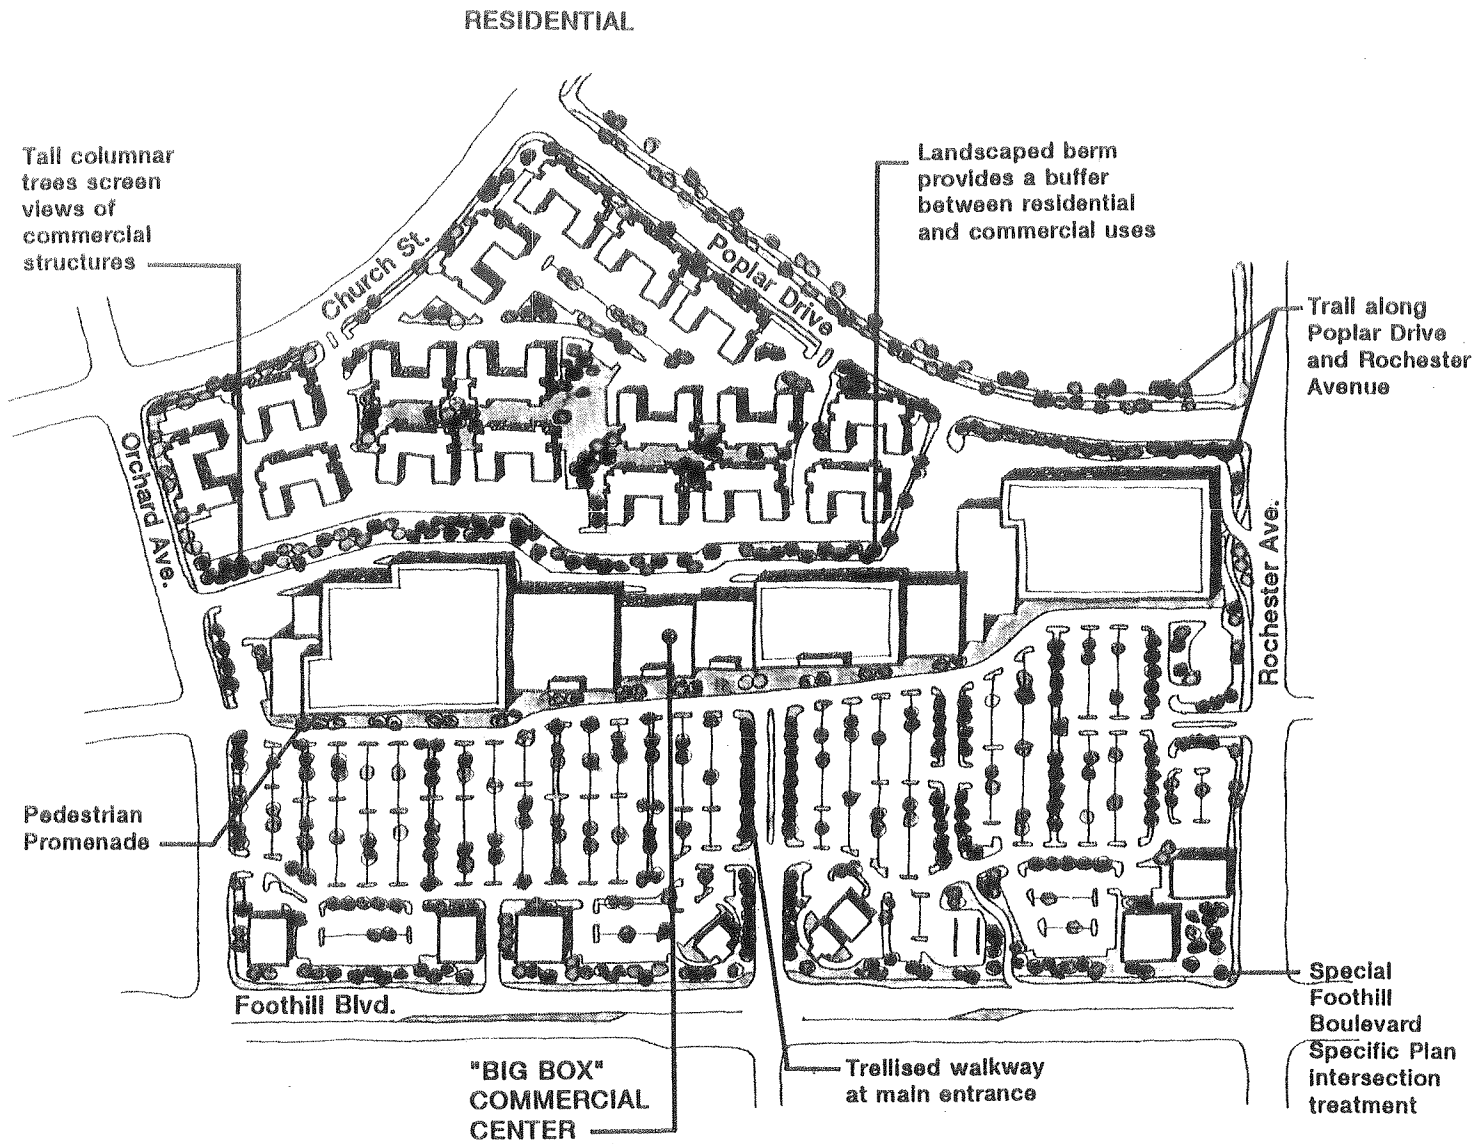 RESIDENTIAL
Tall columnar
trees screen
views of
commercial
structures
Landscaped berm
provides a buffer
between residential
and commercial uses
Church St.
Poplar Drive
Trail along
Poplar Drive
and Rochester
Avenue
Orchard Ave.
Rochester Ave.
Pedestrian
Promenade
Foothill Blvd.
"BIG BOX"
COMMERCIAL
CENTER
Trellised walkway
at main entrance
Special
Foothill
Boulevard
Specific Plan
intersection
treatment